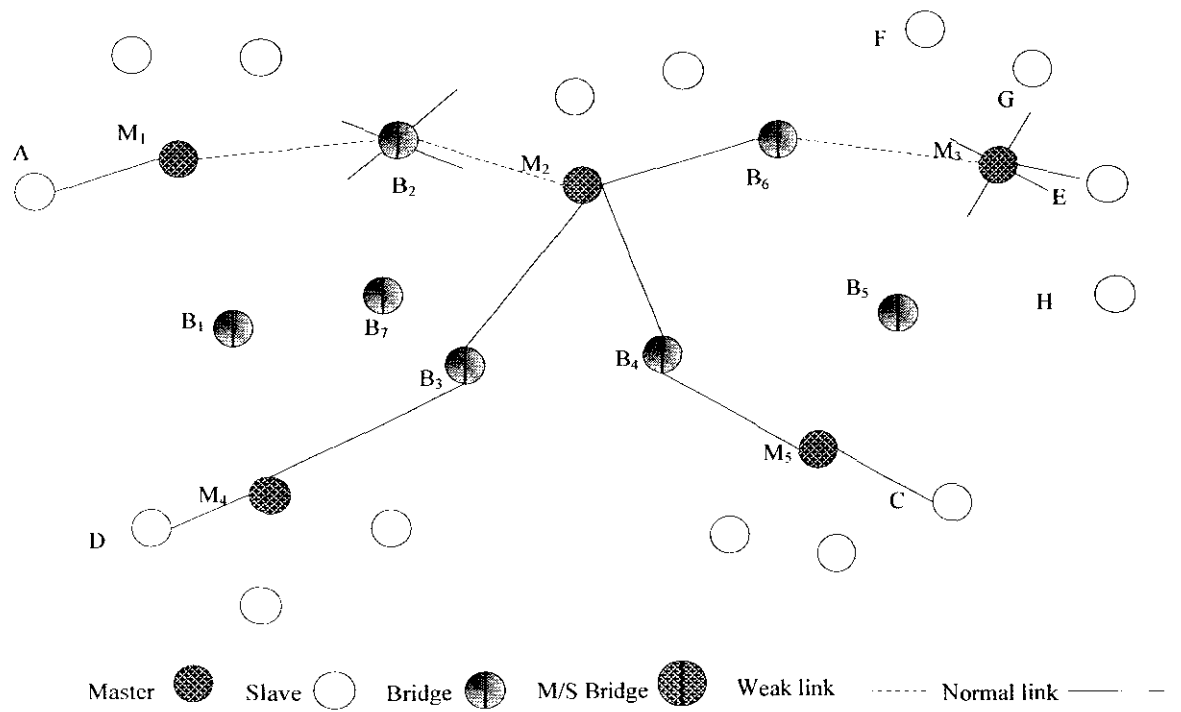 F
G
M₁
A
B₂
M₂
B₆
M₃
E
B₁
B₇
B₅
H
B₃
B₄
M₄
M₅
C
D
Master
Slave
Bridge
M/S Bridge
Weak link
Normal link